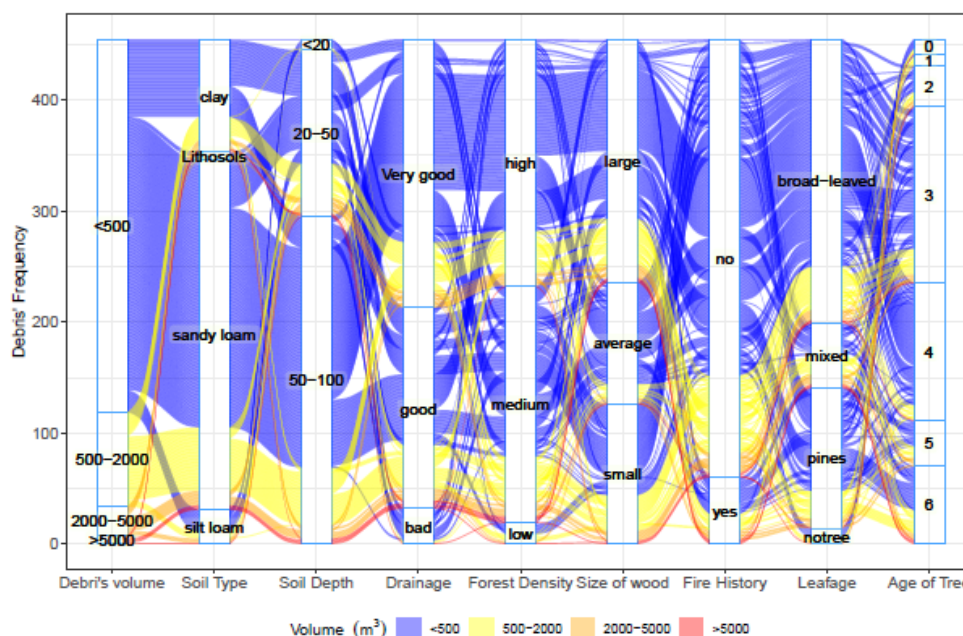 Debris' Frequency
400
300
200
100
0
<500
500−2000
2000−5000
>5000
clay
Lithosols
sandy loam
silt loam
<20
20−50
50−100
Very good
good
bad
high
medium
low
large
average
small
no
yes
broad−leaved
mixed
pines
notree
0
1
2
3
4
5
6
Debri's volume Soil Type Soil Depth Drainage Forest Density Size of wood Fire History Leafage Age of Tree
Volume (m³) <500 500−2000 2000−5000 >5000